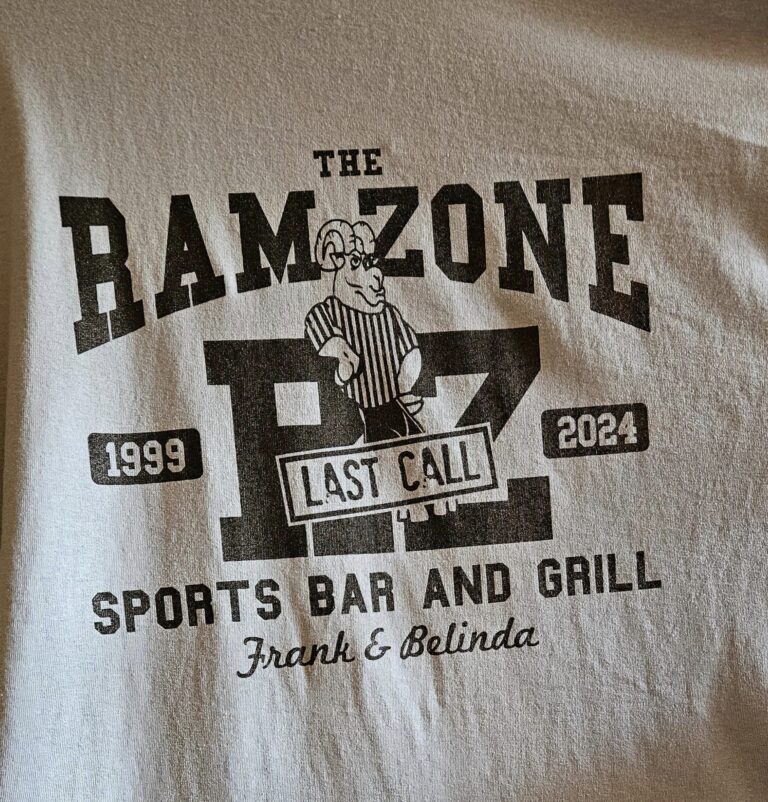 THE
RAM ZONE
RZ
1999
2024
LAST CALL
SPORTS BAR AND GRILL
Frank & Belinda